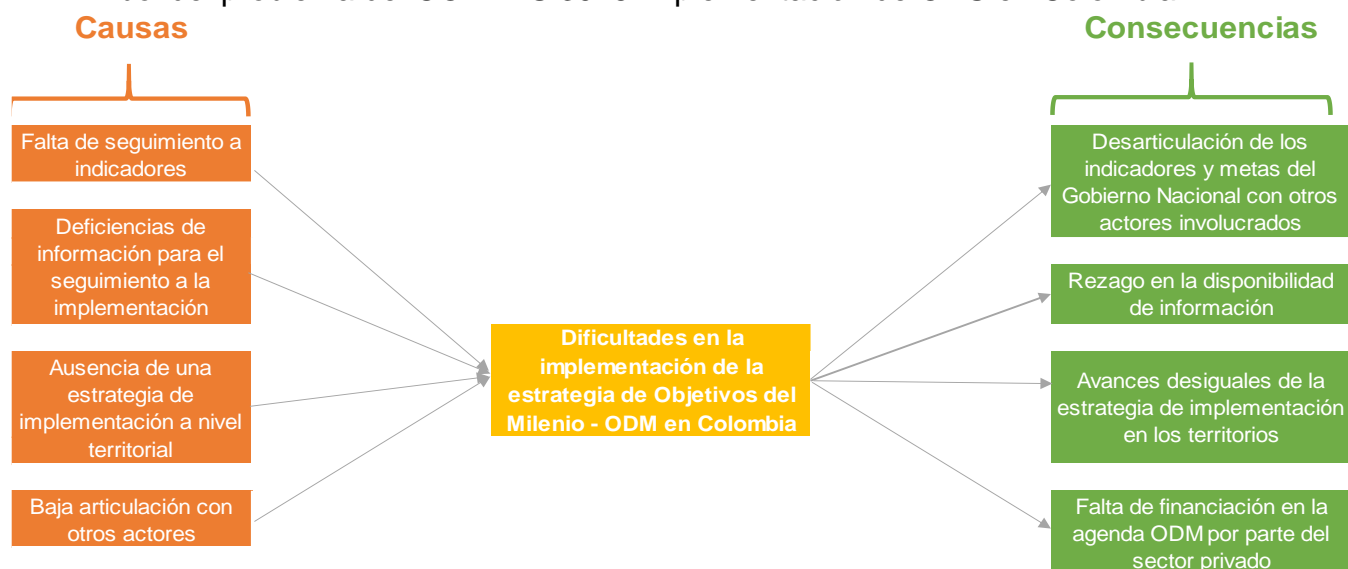 Causas
Consecuencias
Falta de seguimiento a
indicadores
Deficiencias de
información para el
seguimiento a la
implementación
Ausencia de una
estrategia de
implementación a nivel
territorial
Baja articulación con
otros actores
Dificultades en la
implementación de la
estrategia de Objetivos del
Milenio - ODM en Colombia
Desarticulación de los
indicadores y metas del
Gobierno Nacional con otros
actores involucrados
Rezago en la disponibilidad
de información
Avances desiguales de la
estrategia de implementación
en los territorios
Falta de financiación en la
agenda ODM por parte del
sector privado